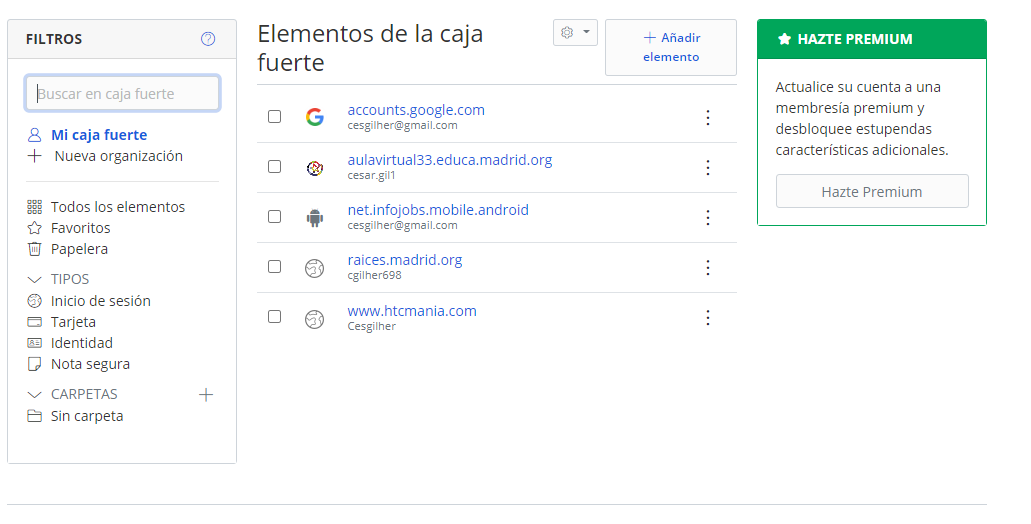 FILTROS
Buscar en caja fuerte
Mi caja fuerte
Nueva organización
Todos los elementos
Favoritos
Papelera
TIPOS
Inicio de sesión
Tarjeta
Identidad
Nota segura
CARPETAS
Sin carpeta
Elementos de la caja
fuerte
Añadir
elemento
accounts.google.com
cesgilher@gmail.com
aulavirtual33.educa.madrid.org
cesar.gil1
net.infojobs.mobile.android
cesgilher@gmail.com
raices.madrid.org
cgilher698
www.htcmania.com
Cesgilher
HAZTE PREMIUM
Actualice su cuenta a una
membresía premium y
desbloquee estupendas
características adicionales.
Hazte Premium